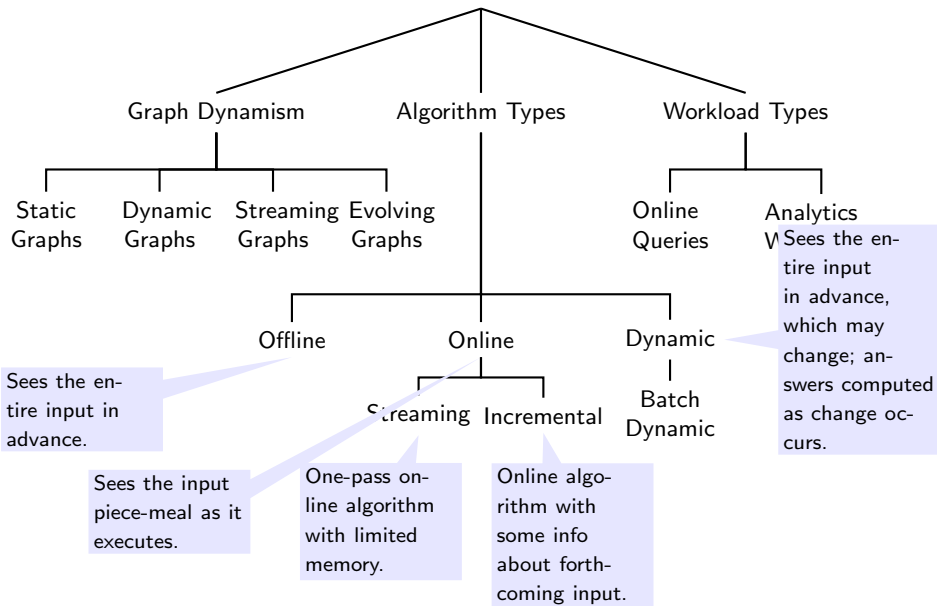 Graph Dynamism
Algorithm Types
Workload Types
Static
Graphs
Dynamic
Graphs
Streaming
Graphs
Evolving
Graphs
Online
Queries
Analytics
Sees the en-
tire input
in advance,
which may
change; an-
swers computed
as change oc-
curs.
Offline
Online
Dynamic
Sees the en-
tire input in
advance.
Streaming
Incremental
Batch
Dynamic
Sees the input
piece-meal as it
executes.
One-pass on-
line algorithm
with limited
memory.
Online algo-
rithm with
some info
about forth-
coming input.